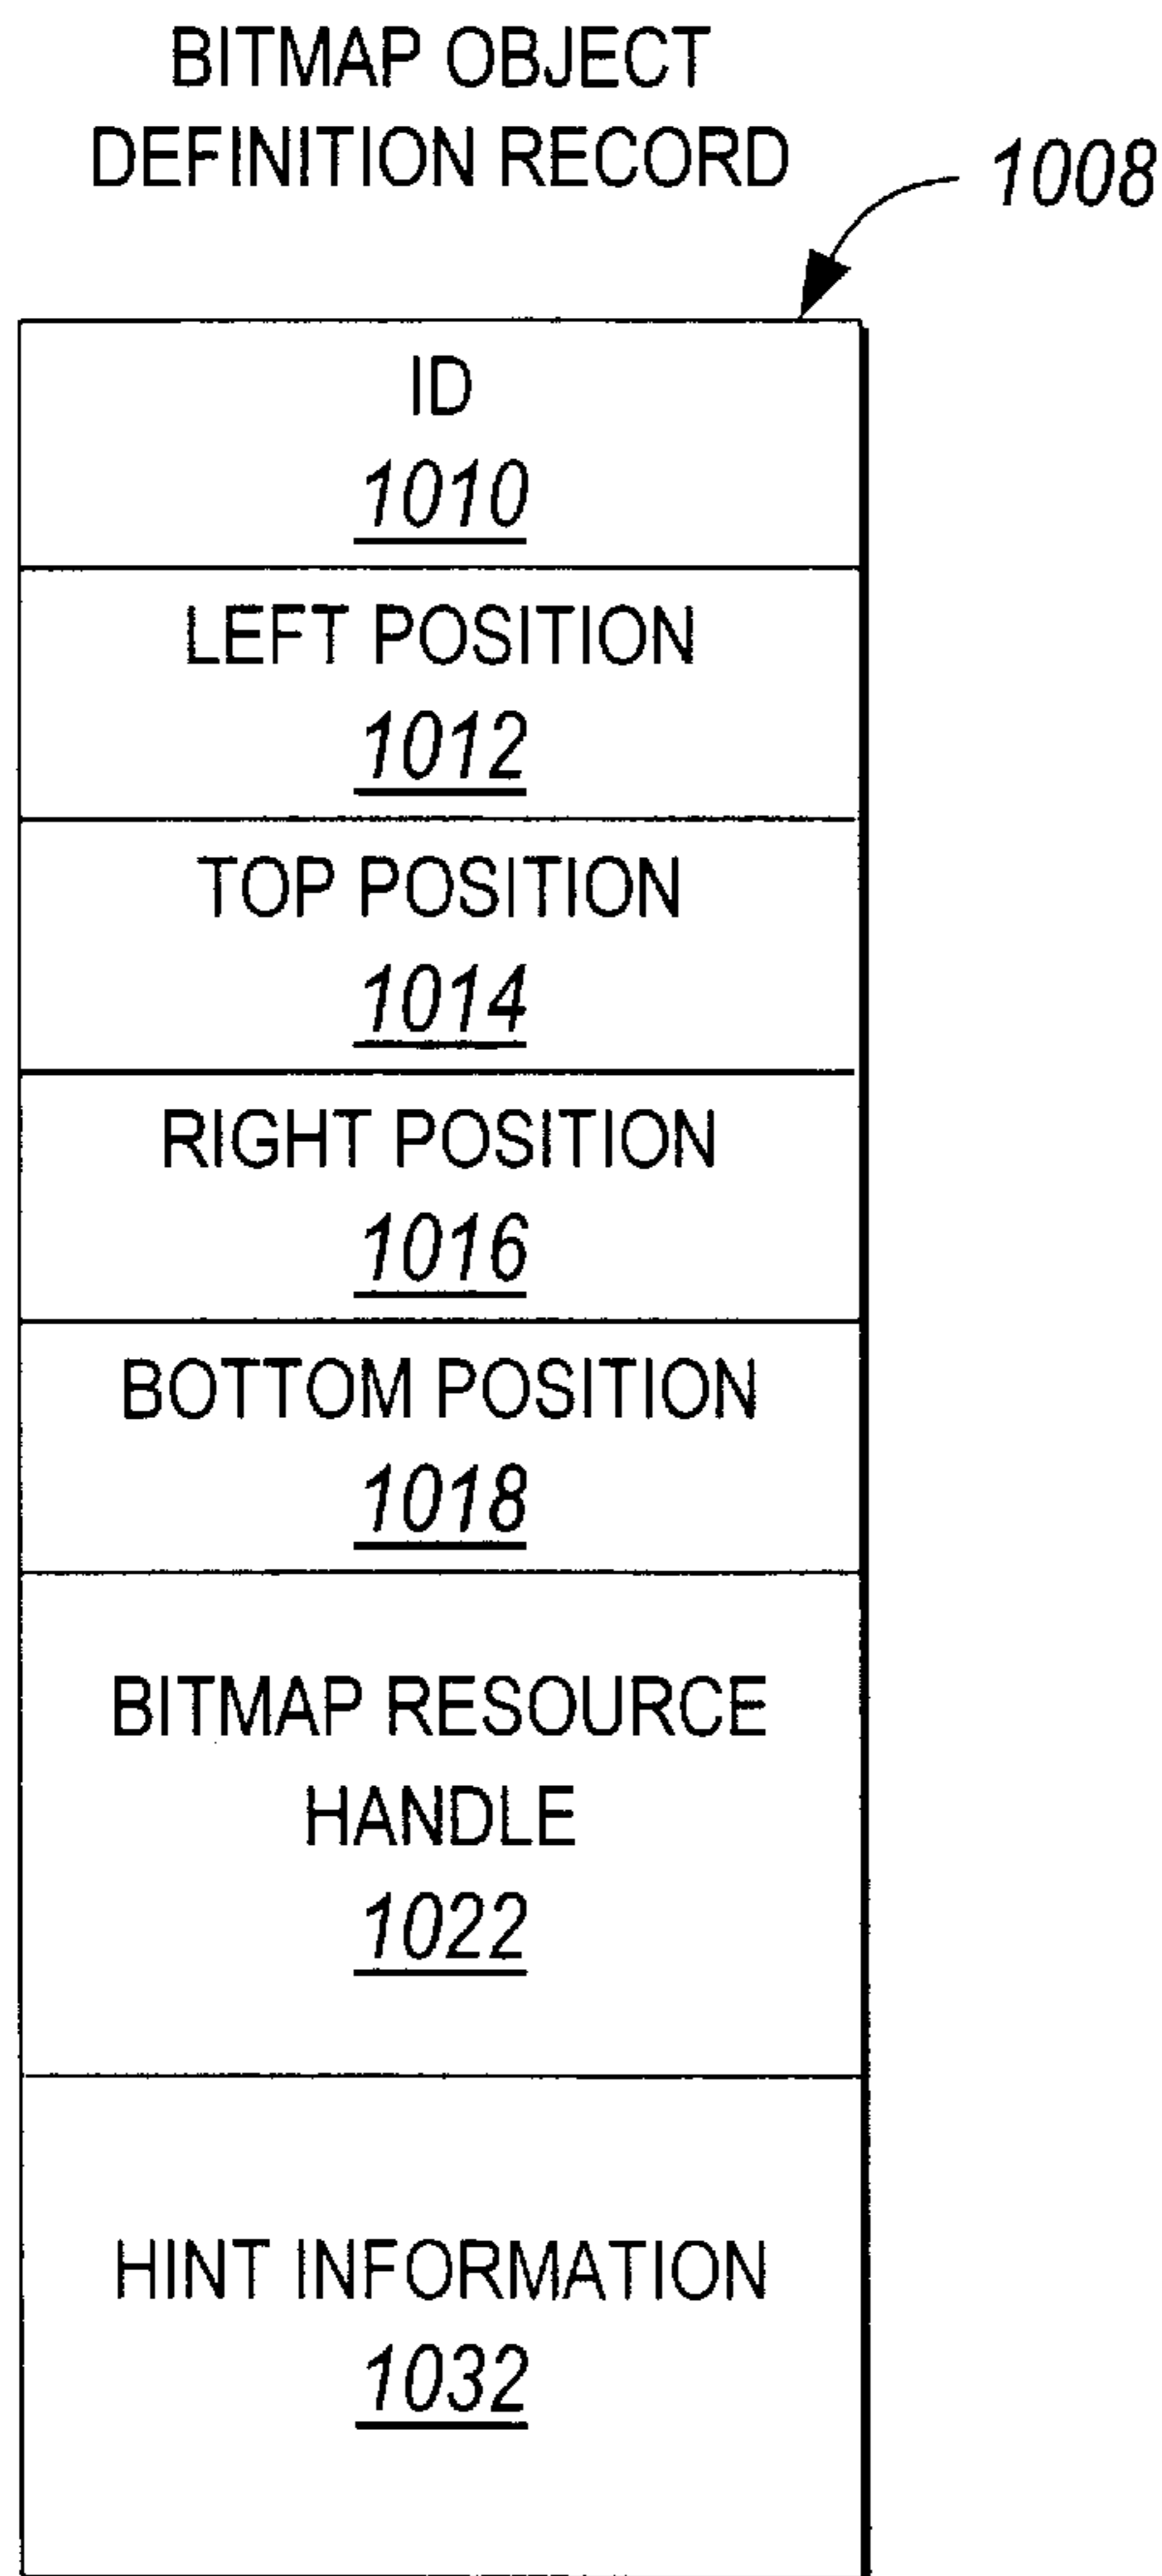 BITMAP OBJECT
DEFINITION RECORD
1008
ID
1010
LEFT POSITION
1012
TOP POSITION
1014
RIGHT POSITION
1016
BOTTOM POSITION
1018
BITMAP RESOURCE
HANDLE
1022
HINT INFORMATION
1032